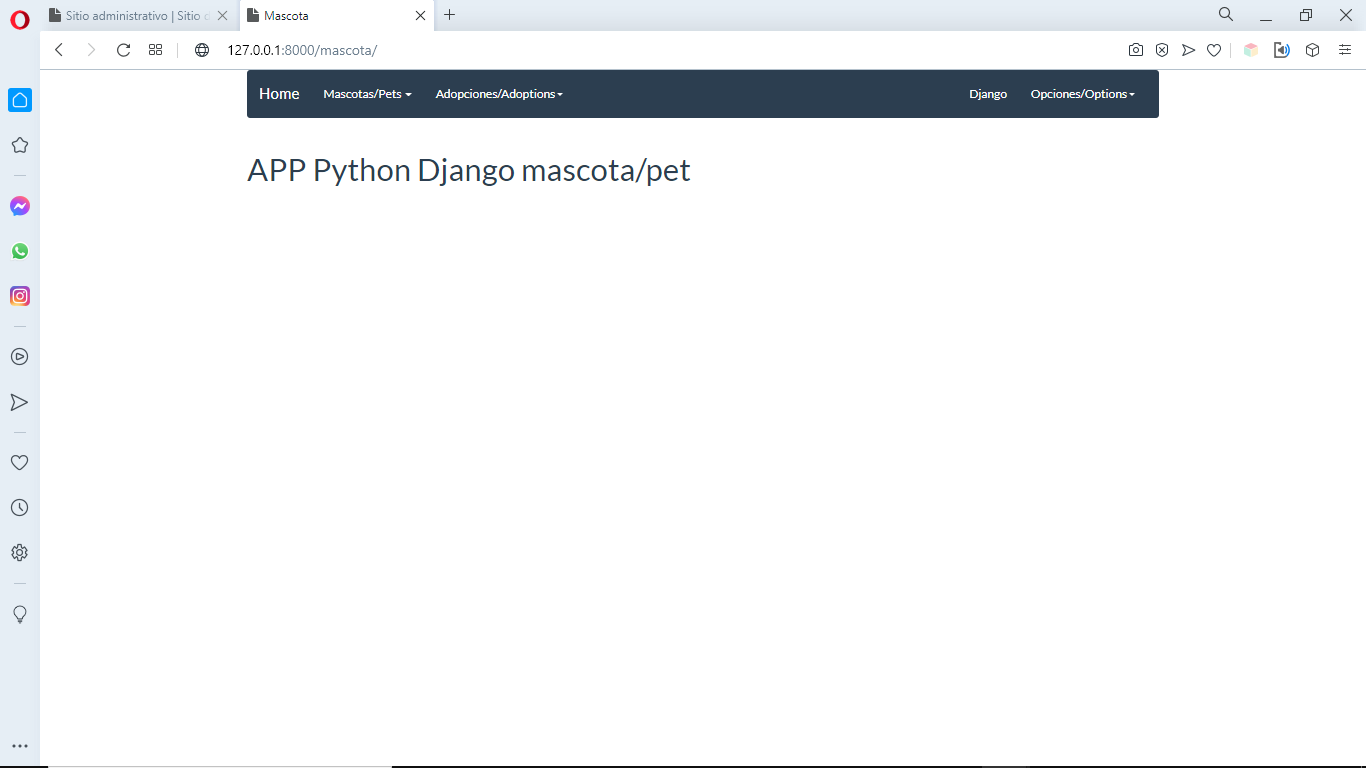 Sitio administrativo | Sitio
Mascota
127.0.0.1:8000/mascota/
Home Mascotas/Pets Adopciones/Adoptions Django Opciones/Options
APP Python Django mascota/pet